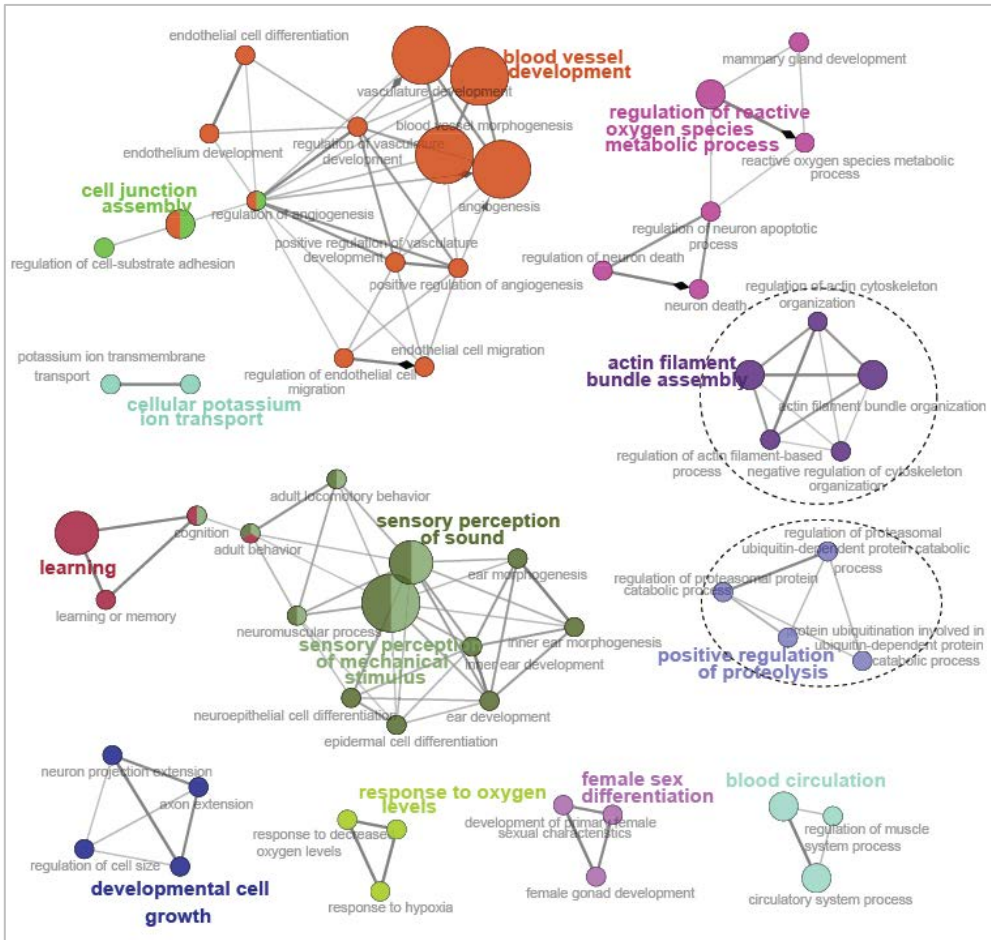 endothelial cell differentiation
blood vessel
development
vasculature development
blood vessel morphogenesis
regulation of vasculature
development
endothelium development
cell junction
assembly
regulation of angiogenesis
angiogenesis
regulation of cell-substrate adhesion
positive regulation of vasculature
development
positive regulation of angiogenesis
endothelial cell migration
regulation of endothelial cell
migration
potassium ion transmembrane
transport
cellular potassium
ion transport
mammary gland development
regulation of reactive
oxygen species
metabolic process
reactive oxygen species metabolic
process
regulation of neuron apoptotic
process
regulation of neuron death
neuron death
regulation of actin cytoskeleton
organization
actin filament
bundle assembly
actin filament bundle organization
regulation of actin filament-based
process
negative regulation of cytoskeleton
organization
adult locomotory behavior
cognition
adult behavior
learning
learning or memory
sensory perception
of sound
ear morphogenesis
neuromuscular process
sensory perception
of mechanical
stimulus
inner ear morphogenesis
inner ear development
neuroepithelial cell differentiation
ear development
epidermal cell differentiation
regulation of proteasomal
ubiquitin-dependent protein catabolic
process
regulation of proteasomal protein
catabolic process
protein ubiquitination involved in
ubiquitin-dependent protein
catabolic process
positive regulation
of proteolysis
neuron projection extension
axon extension
regulation of cell size
developmental cell
growth
response to oxygen
levels
response to decreased
oxygen levels
response to hypoxia
female sex
differentiation
development of primary female
sexual characteristics
female gonad development
blood circulation
regulation of muscle
system process
circulatory system process